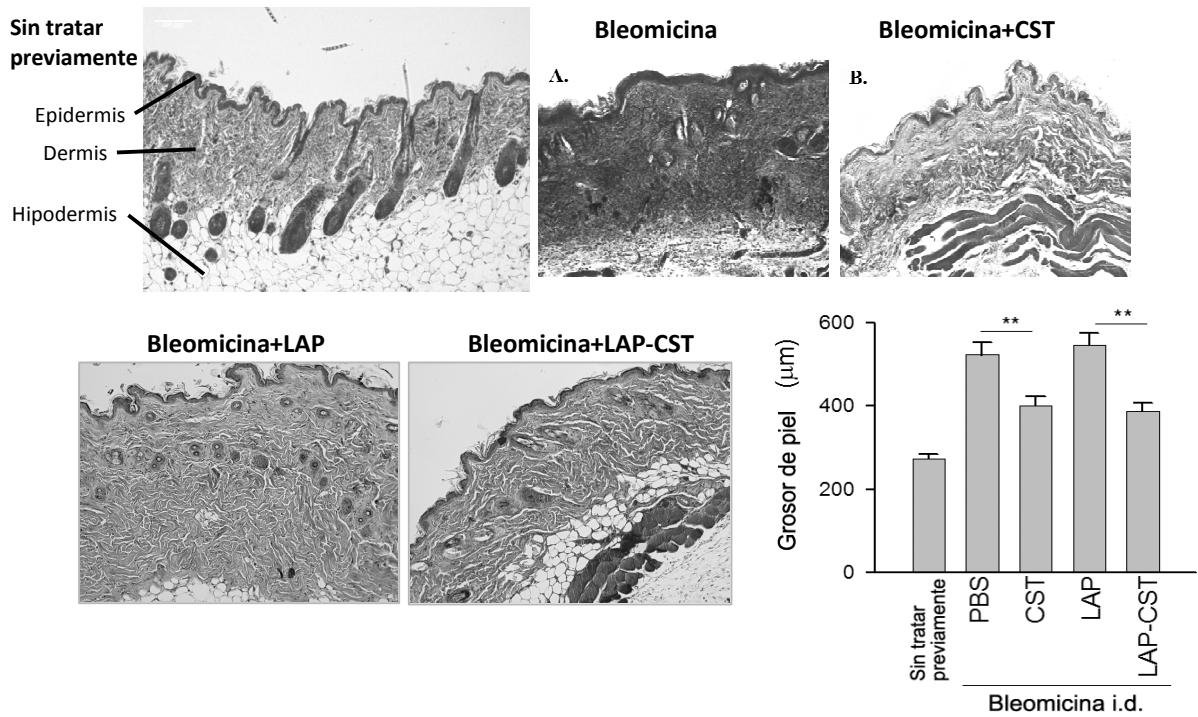 Sin tratar
previamente
Epidermis
Dermis
Hipodermis
Bleomicina
A.
Bleomicina+CST
B.
Bleomicina+LAP
Bleomicina+LAP-CST
Grosor de piel (μm)
600
400
200
0
**
**
Sin tratar
previamente
PBS
CST
LAP
LAP-CST
Bleomicina i.d.